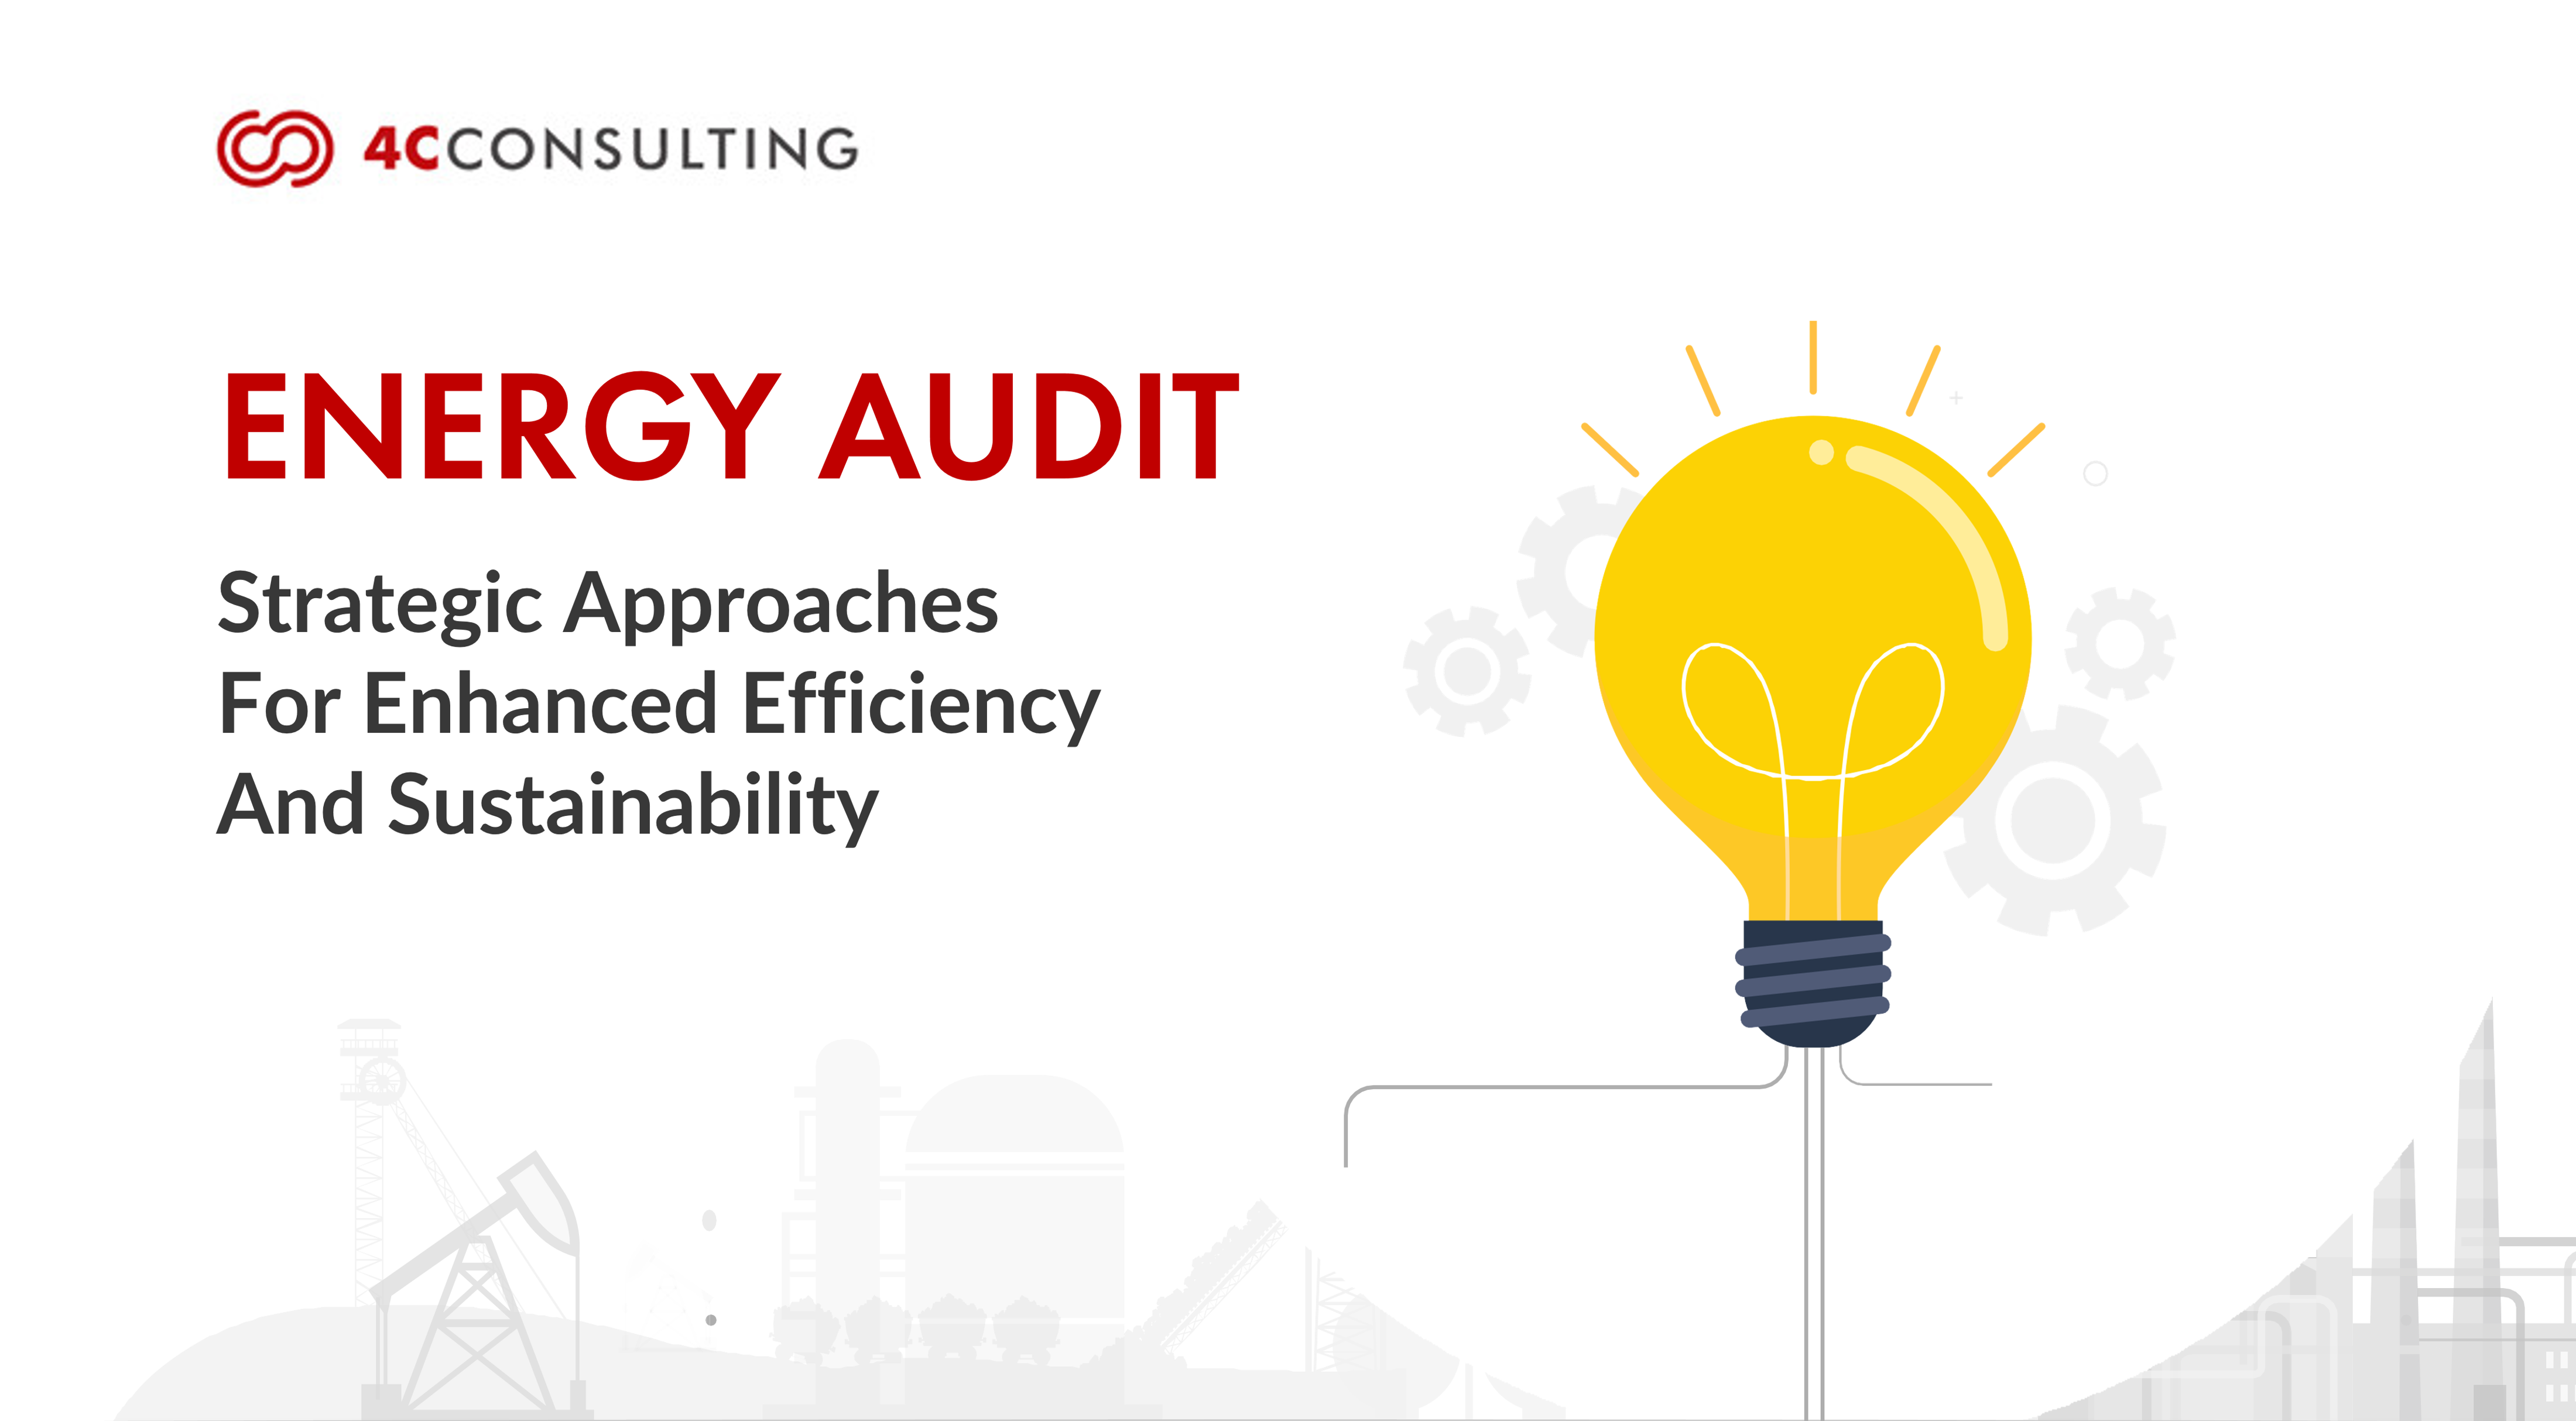 4CCONSULTING
ENERGY AUDIT
Strategic Approaches
For Enhanced Efficiency
And Sustainability